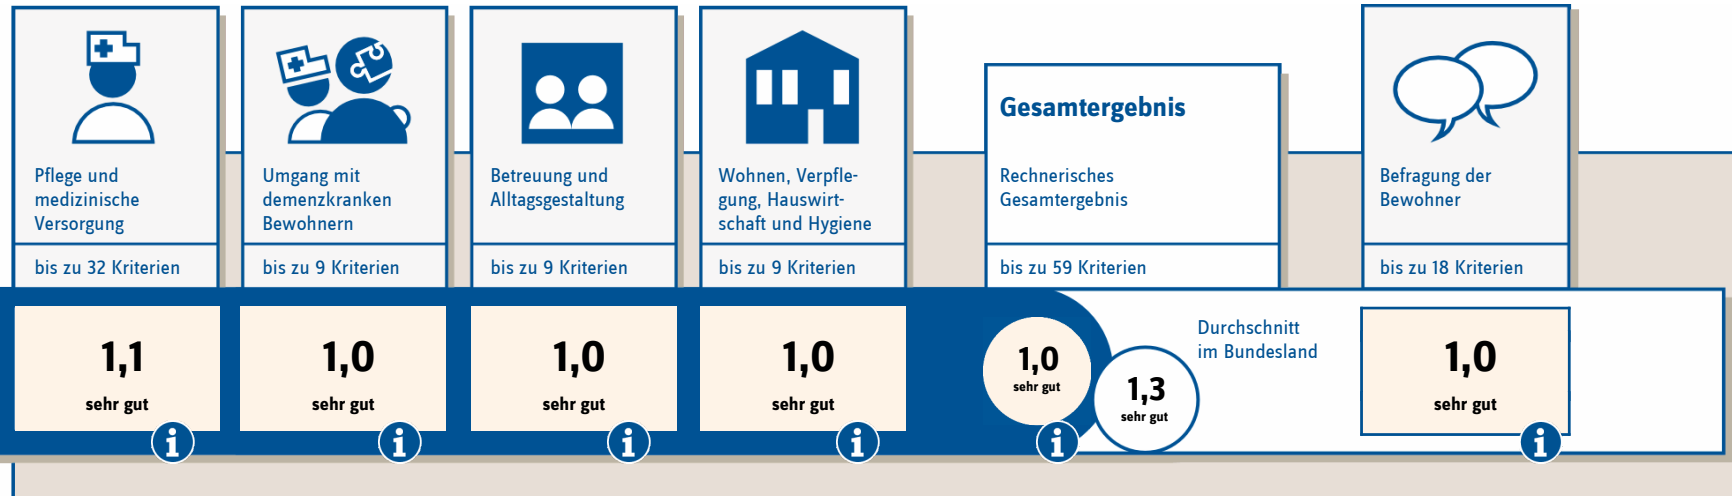 Pflege und
medizinische
Versorgung
bis zu 32 Kriterien
1,1
sehr gut
i
Umgang mit
demenzkranken
Bewohnern
bis zu 9 Kriterien
1,0
sehr gut
i
Betreuung und
Alltagsgestaltung
bis zu 9 Kriterien
1,0
sehr gut
i
Wohnen, Verpfle-
gung, Hauswirt-
schaft und Hygiene
bis zu 9 Kriterien
1,0
sehr gut
i
Gesamtergebnis
Rechnerisches
Gesamtergebnis
bis zu 59 Kriterien
1,0
sehr gut
i
1,3
sehr gut
Durchschnitt
im Bundesland
Befragung der
Bewohner
bis zu 18 Kriterien
1,0
sehr gut
i